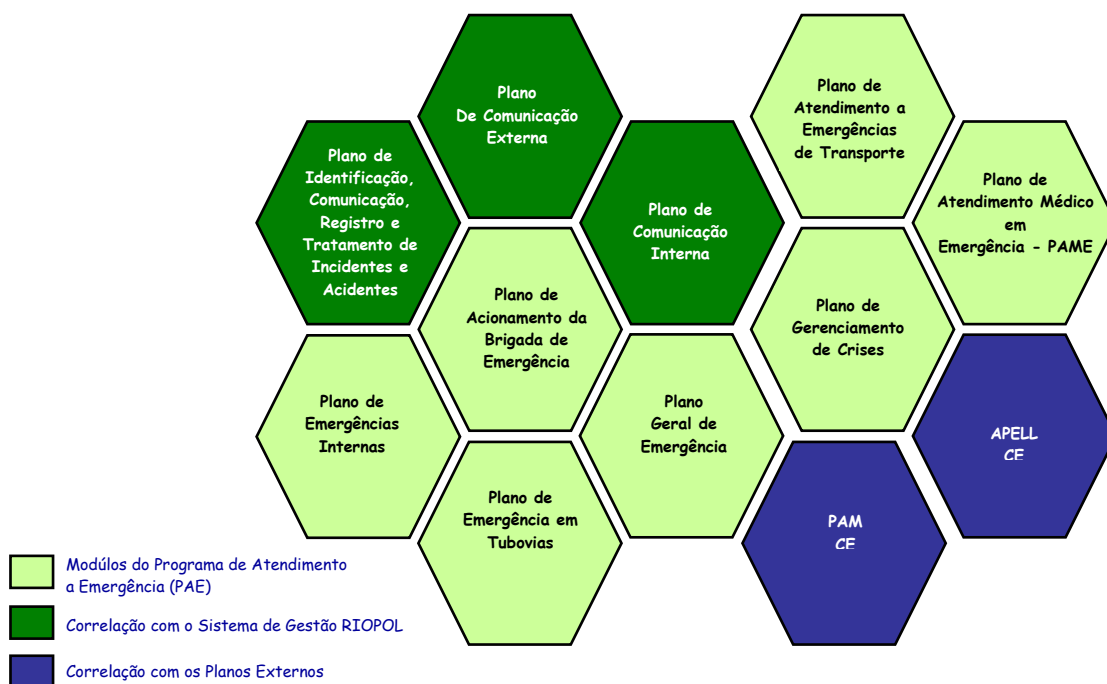 Plano
De Comunicação
Externa
Plano de
Atendimento a
Emergências
de Transporte
Plano de
Identificação,
Comunicação,
Registro e
Tratamento de
Incidentes e
Acidentes
Plano de
Comunicação
Interna
Plano de
Atendimento Médico
em
Emergência - PAME
Plano de
Acionamento da
Brigada de
Emergência
Plano de
Gerenciamento
de Crises
Plano de
Emergências
Internas
Plano
Geral de
Emergência
APELL
CE
Plano de
Emergência em
Tubovias
PAM
CE
Modúlos do Programa de Atendimento
a Emergência (PAE)
Correlação com o Sistema de Gestão RIOPOL
Correlação com os Planos Externos